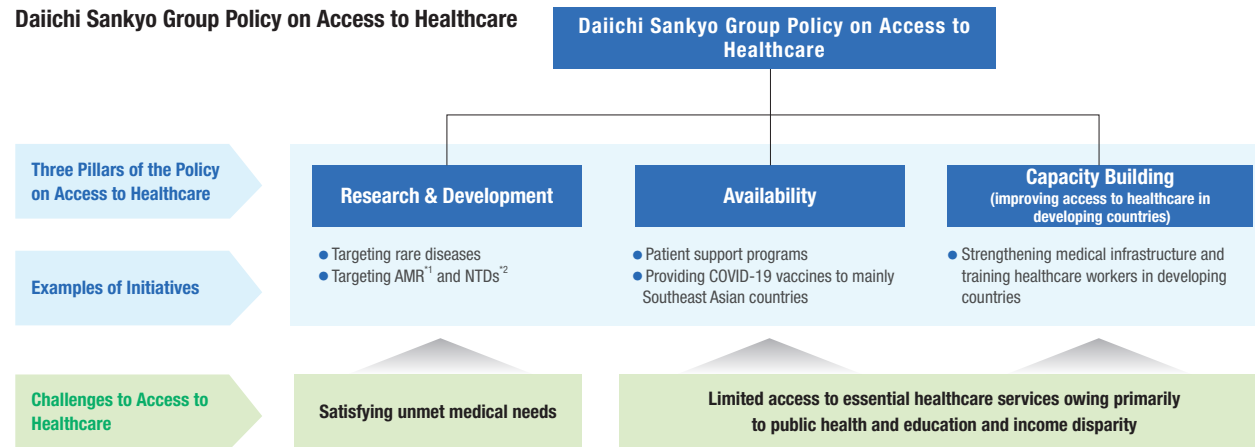 Daiichi Sankyo Group Policy on Access to Healthcare
Daiichi Sankyo Group Policy on Access to
Healthcare
Three Pillars of the Policy
on Access to Healthcare
Research & Development
Availability
Capacity Building
(improving access to healthcare in
developing countries)
Examples of Initiatives
● Targeting rare diseases
● Targeting AMR*1 and NTDs*2
● Patient support programs
● Providing COVID-19 vaccines to mainly
Southeast Asian countries
● Strengthening medical infrastructure and
training healthcare workers in developing
countries
Challenges to Access to
Healthcare
Satisfying unmet medical needs
Limited access to essential healthcare services owing primarily
to public health and education and income disparity